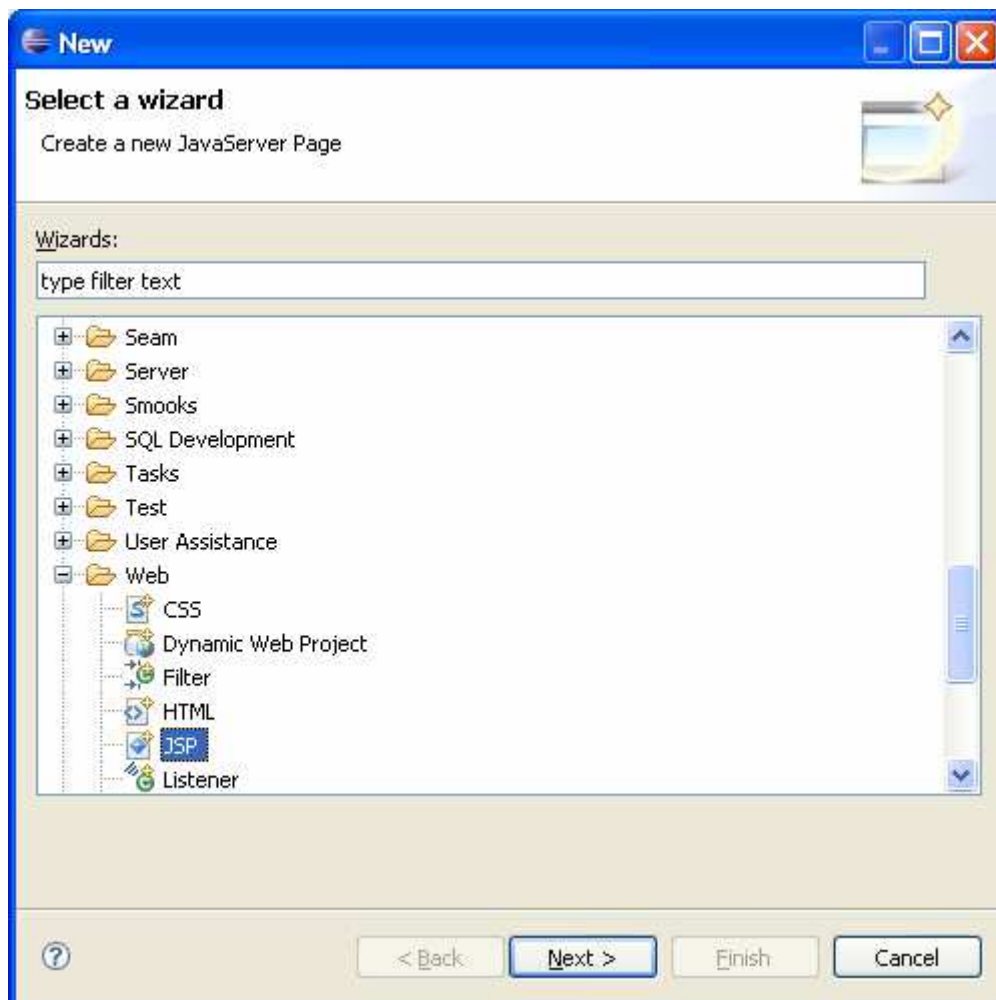 New
Select a wizard
Create a new JavaServer Page
Wizards:
type filter text
Seam
Server
Smooks
SQL Development
Tasks
Test
User Assistance
Web
CSS
Dynamic Web Project
Filter
HTML
JSP
Listener
< Back Next > Finish Cancel